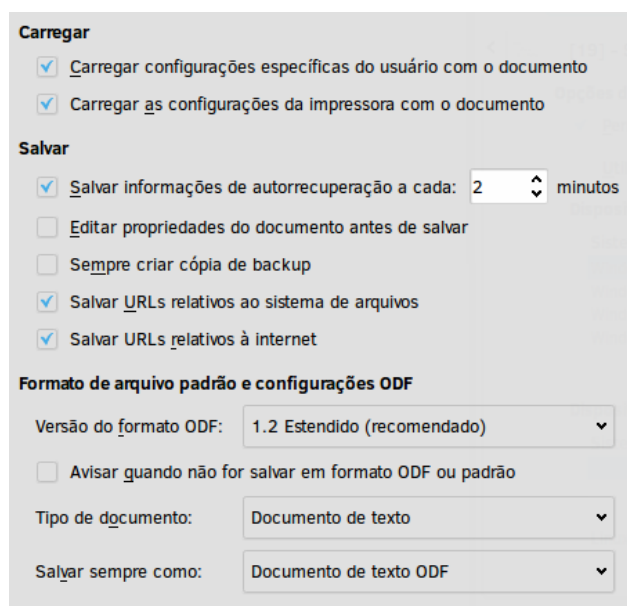 Carregar
Carregar configurações específicas do usuário com o documento
Carregar as configurações da impressora com o documento
Salvar
Salvar informações de autorrecuperação a cada: 2 minutos
Editar propriedades do documento antes de salvar
Sempre criar cópia de backup
Salvar URLs relativos ao sistema de arquivos
Salvar URLs relativos à internet
Formato de arquivo padrão e configurações ODF
Versão do formato ODF: 1.2 Estendido (recomendado)
Avisar quando não for salvar em formato ODF ou padrão
Tipo de documento: Documento de texto
Salvar sempre como: Documento de texto ODF